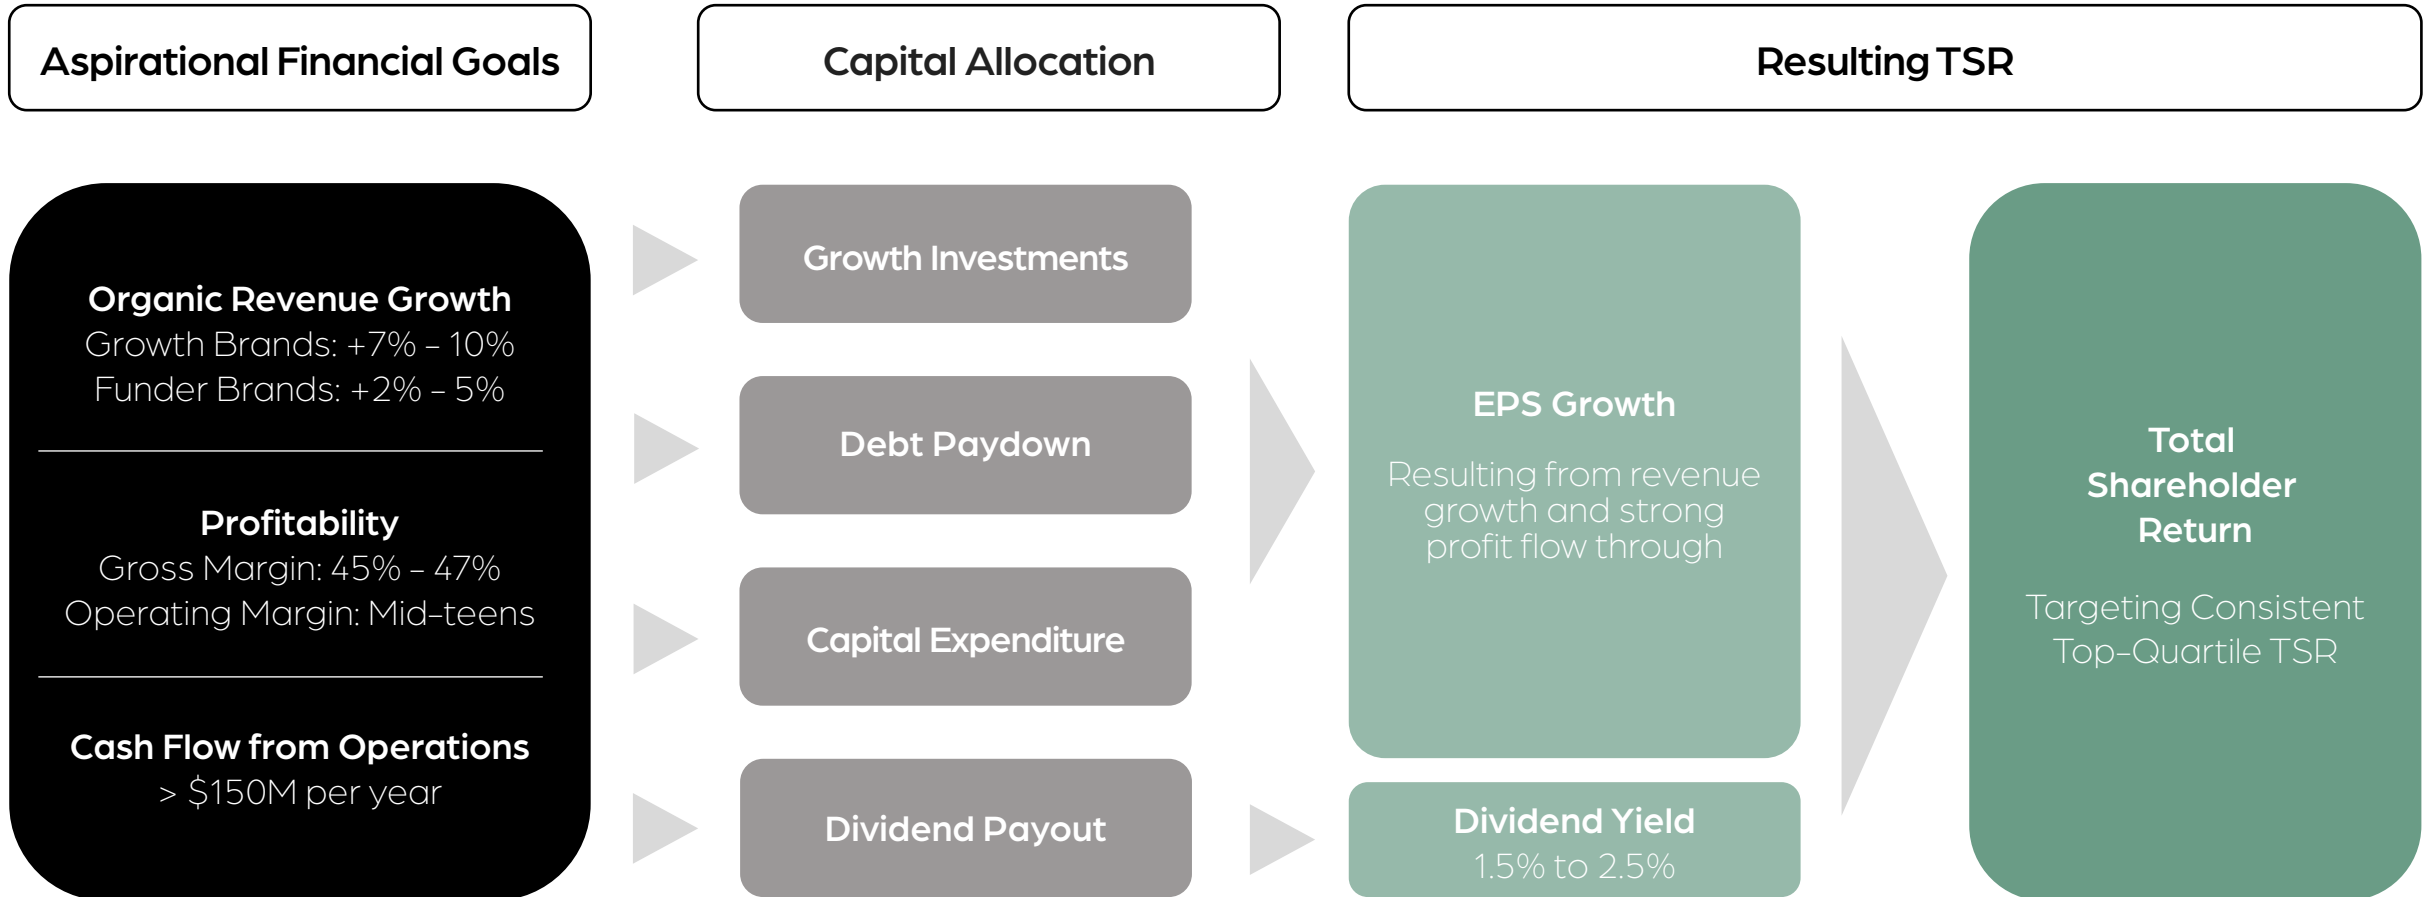 Aspirational Financial Goals
Capital Allocation
Resulting TSR
Organic Revenue Growth
Growth Brands: +7% – 10%
Funder Brands: +2% – 5%
Profitability
Gross Margin: 45% – 47%
Operating Margin: Mid-teens
Cash Flow from Operations
> $150M per year
Growth Investments
Debt Paydown
Capital Expenditure
Dividend Payout
EPS Growth
Resulting from revenue
growth and strong
profit flow through
Dividend Yield
1.5% to 2.5%
Total
Shareholder
Return
Targeting Consistent
Top-Quartile TSR